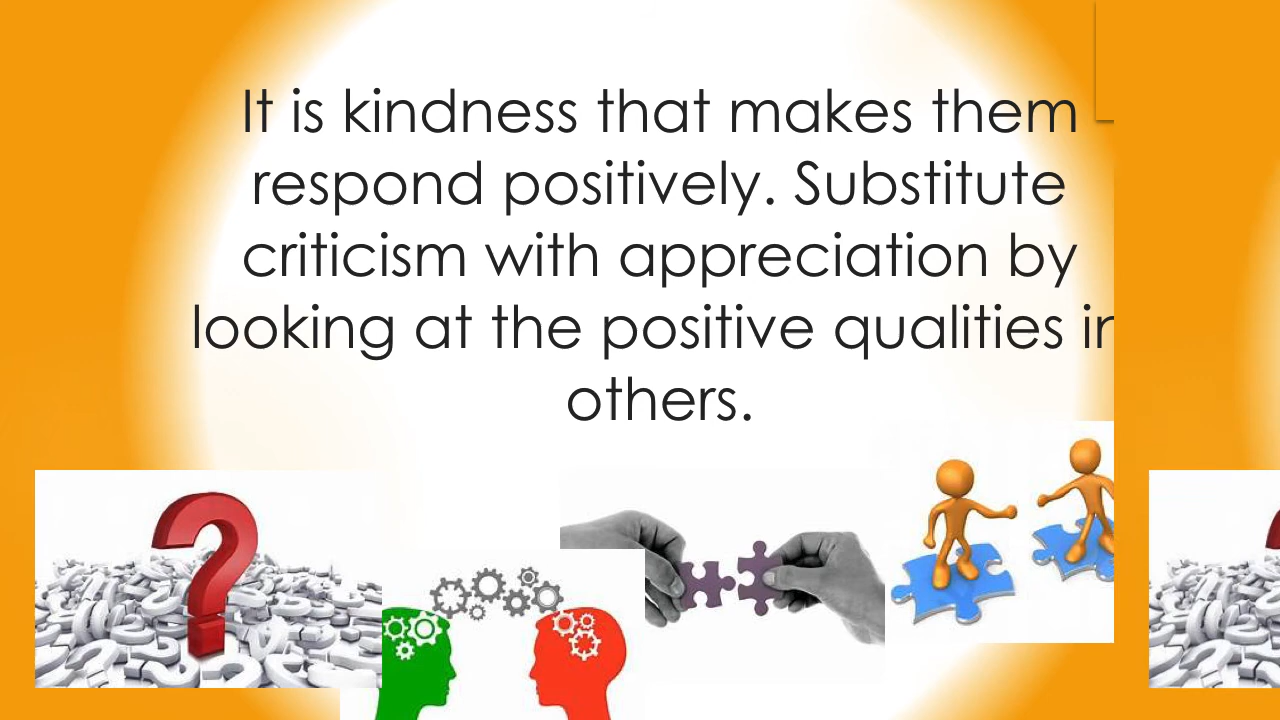 It is kindness that makes them
respond positively. Substitute
criticism with appreciation by
looking at the positive qualities in
others.